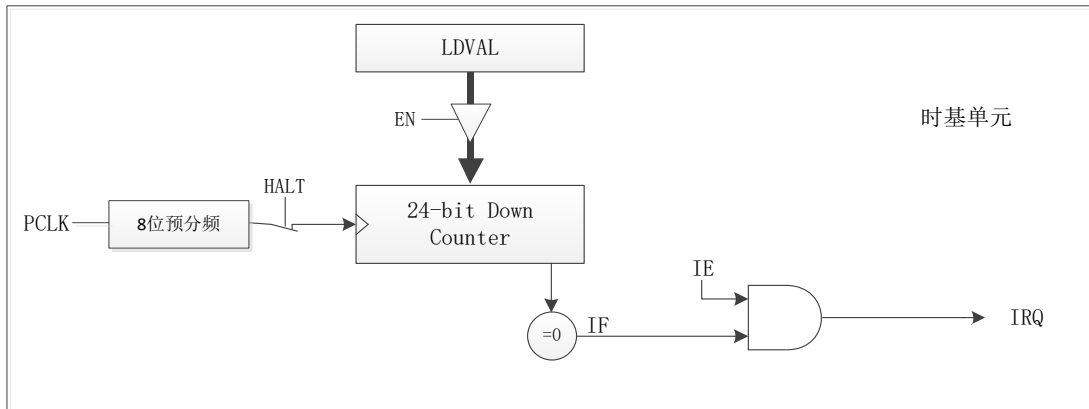 LDVAL
EN
时基单元
HALT
PCLK
8位预分频
24-bit Down
Counter
IE
=0
IF
IRQ